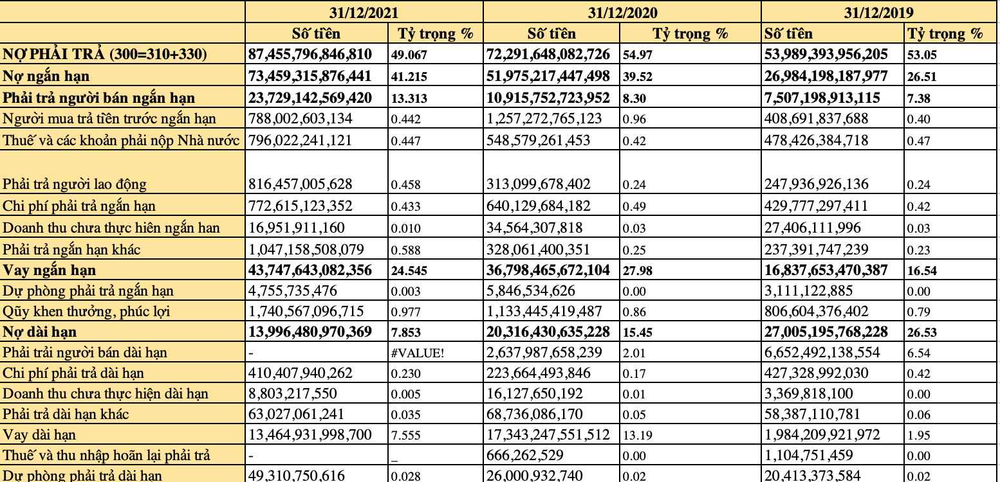 31/12/2021 31/12/2020 31/12/2019
Số tiền Tỷ trọng % Số tiền Tỷ trọng % Số tiền Tỷ trọng %
NỢ PHẢI TRẢ (300=310+330) 87,455,796,846,810 49.067 72,291,648,082,726 54.97 53,989,393,956,205 53.05
Nợ ngắn hạn 73,459,315,876,441 41.215 51,975,217,447,498 39.52 26,984,198,187,977 26.51
Phải trả người bán ngắn hạn 23,729,142,569,420 13.313 10,915,752,723,952 8.30 7,507,198,913,115 7.38
Người mua trả tiền trước ngắn hạn 788,002,603,134 0.442 1,257,272,765,123 0.96 408,691,837,688 0.40
Thuế và các khoản phải nộp Nhà nước 796,022,241,121 0.447 548,579,261,453 0.42 478,426,384,718 0.47
Phải trả người lao động 816,457,005,628 0.458 313,099,678,402 0.24 247,936,926,136 0.24
Chi phí phải trả ngắn hạn 772,615,123,352 0.433 640,129,684,182 0.49 429,777,297,411 0.42
Doanh thu chưa thực hiên ngắn han 16,951,911,160 0.010 34,564,307,818 0.03 27,406,111,996 0.03
Phải trả ngắn hạn khác 1,047,158,508,079 0.588 328,061,400,351 0.25 237,391,747,239 0.23
Vay ngắn hạn 43,747,643,082,356 24.545 36,798,465,672,104 27.98 16,837,653,470,387 16.54
Dự phòng phải trả ngắn hạn 4,755,735,476 0.003 5,846,534,626 0.00 3,111,122,885 0.00
Qũy khen thưởng, phúc lợi 1,740,567,096,715 0.977 1,133,445,419,487 0.86 806,604,376,402 0.79
Nợ dài hạn 13,996,480,970,369 7.853 20,316,430,635,228 15.45 27,005,195,768,228 26.53
Phải trải người bán dài hạn - #VALUE! 2,637,987,658,239 2.01 6,652,492,138,554 6.54
Chi phí phải trả dài hạn 410,407,940,262 0.230 223,664,493,846 0.17 427,328,992,030 0.42
Doanh thu chưa thực hiện dài hạn 8,803,217,550 0.005 16,127,650,192 0.01 3,369,818,100 0.00
Phải trả dài hạn khác 63,027,061,241 0.035 68,736,086,170 0.05 58,387,110,781 0.06
Vay dài hạn 13,464,931,998,700 7.555 17,343,247,551,512 13.19 1,984,209,921,972 1.95
Thuế và thu nhập hoãn lại phải trả - _ 666,262,529 0.00 1,104,751,459 0.00
Dự phòng phải trả dài hạn 49,310,750,616 0.028 26,000,932,740 0.02 20,413,373,584 0.02